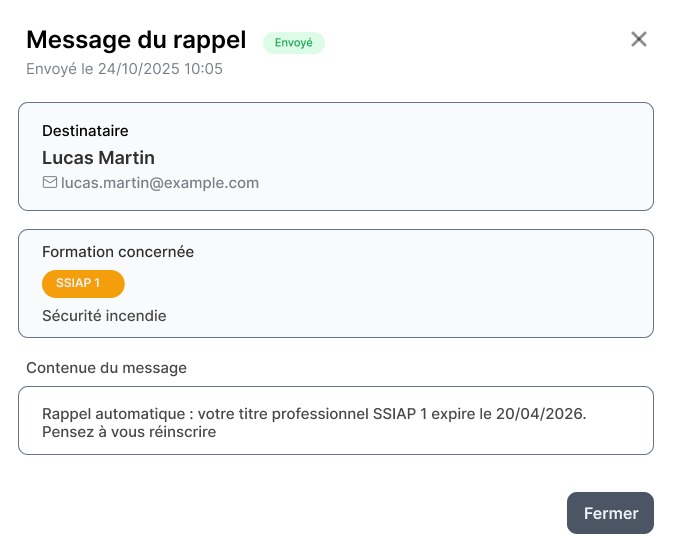 Message du rappel
Envoyé
Envoyé le 24/10/2025 10:05
Destinataire
Lucas Martin
lucas.martin@example.com
Formation concernée
SSIAP 1
Sécurité incendie
Contenue du message
Rappel automatique : votre titre professionnel SSIAP 1 expire le 20/04/2026.
Pensez à vous réinscrire
Fermer